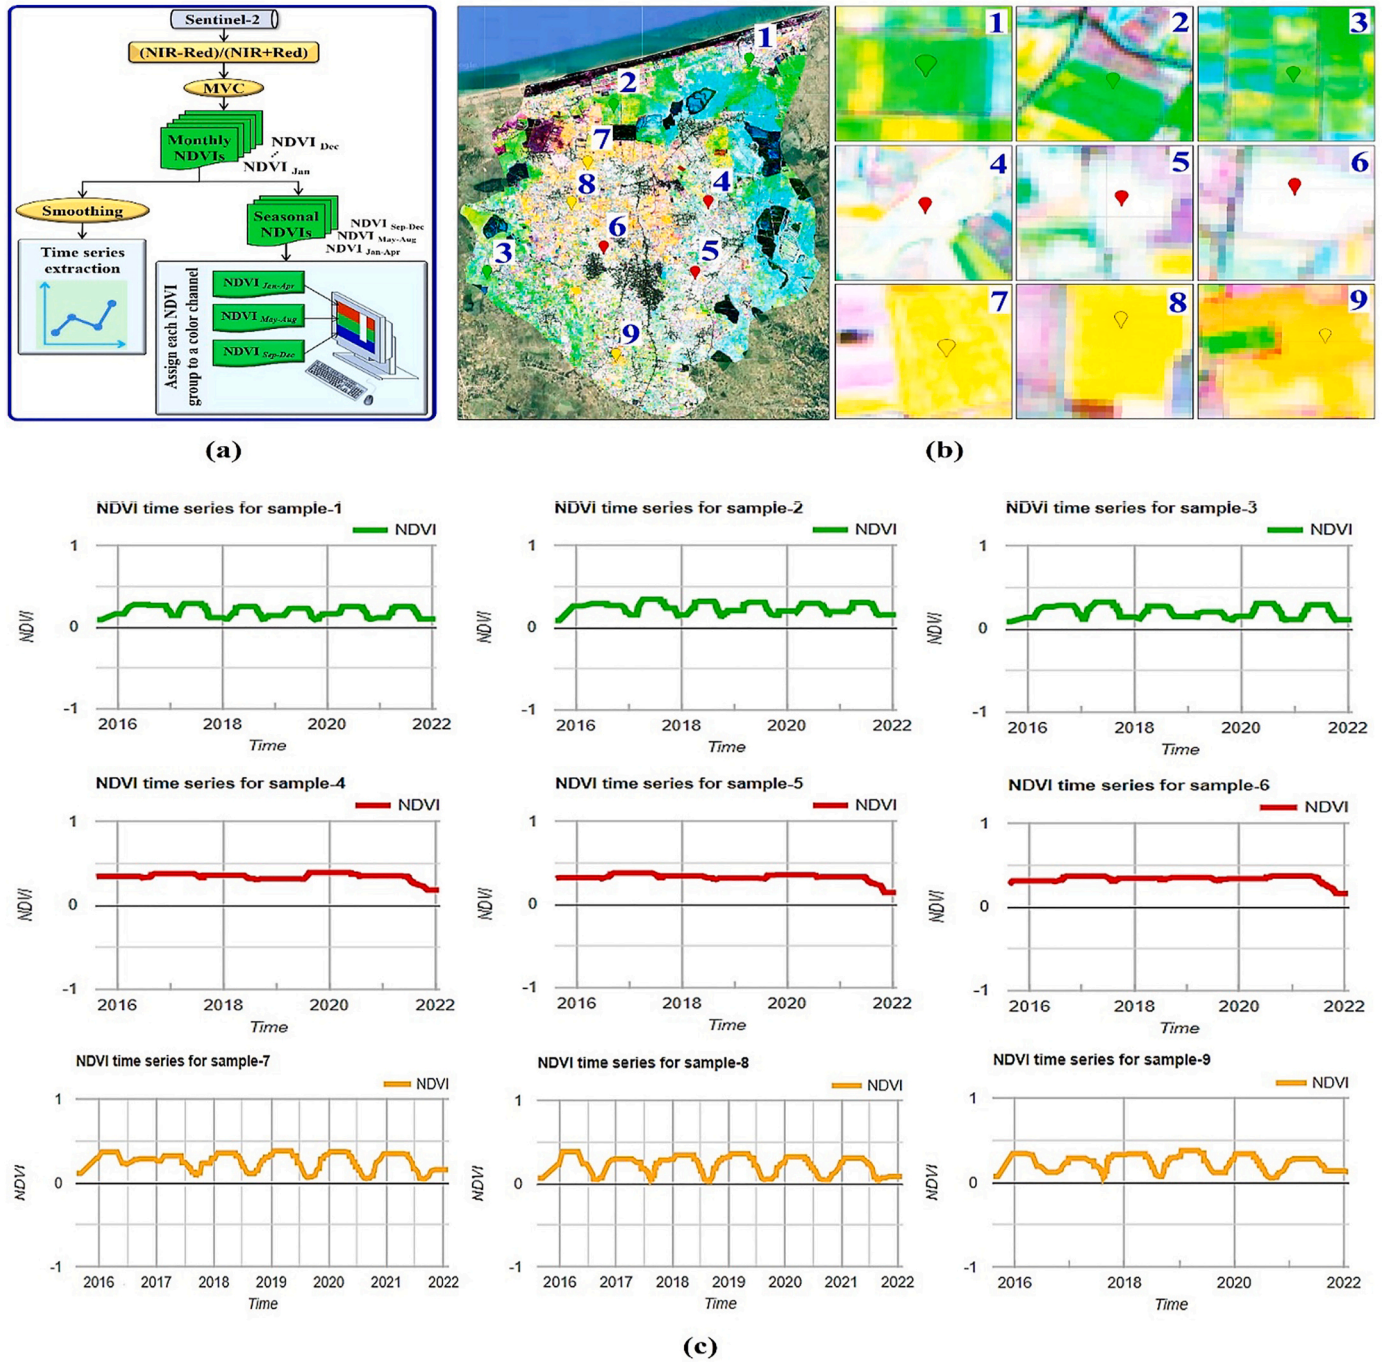 Sentinel-2
(NIR-Red)/(NIR+Red)
MVC
Monthly
NDVIs
NDVI Dec
...
NDVI Jan
Smoothing
Seasonal
NDVIs
NDVI Sep-Dec
NDVI May-Aug
NDVI Jan-Apr
Time series
extraction
Assign each NDVI
group to a color channel
NDVI Jan-Apr
NDVI May-Aug
NDVI Sep-Dec
(a)
1
2
7
8
4
6
5
3
9
1
2
3
4
5
6
7
8
9
(b)
NDVI time series for sample-1
NDVI
1
0
-1
NDVI
2016
2018
2020
2022
Time
NDVI time series for sample-2
NDVI
1
0
-1
NDVI
2016
2018
2020
2022
Time
NDVI time series for sample-3
NDVI
1
0
-1
NDVI
2016
2018
2020
2022
Time
NDVI time series for sample-4
NDVI
1
0
-1
NDVI
2016
2018
2020
2022
Time
NDVI time series for sample-5
NDVI
1
0
-1
NDVI
2016
2018
2020
2022
Time
NDVI time series for sample-6
NDVI
1
0
-1
NDVI
2016
2018
2020
2022
Time
NDVI time series for sample-7
NDVI
1
0
-1
NDVI
2016
2017
2018
2019
2020
2021
2022
Time
NDVI time series for sample-8
NDVI
1
0
-1
NDVI
2016
2017
2018
2019
2020
2021
2022
Time
NDVI time series for sample-9
NDVI
1
0
-1
NDVI
2016
2018
2020
2022
Time
(c)